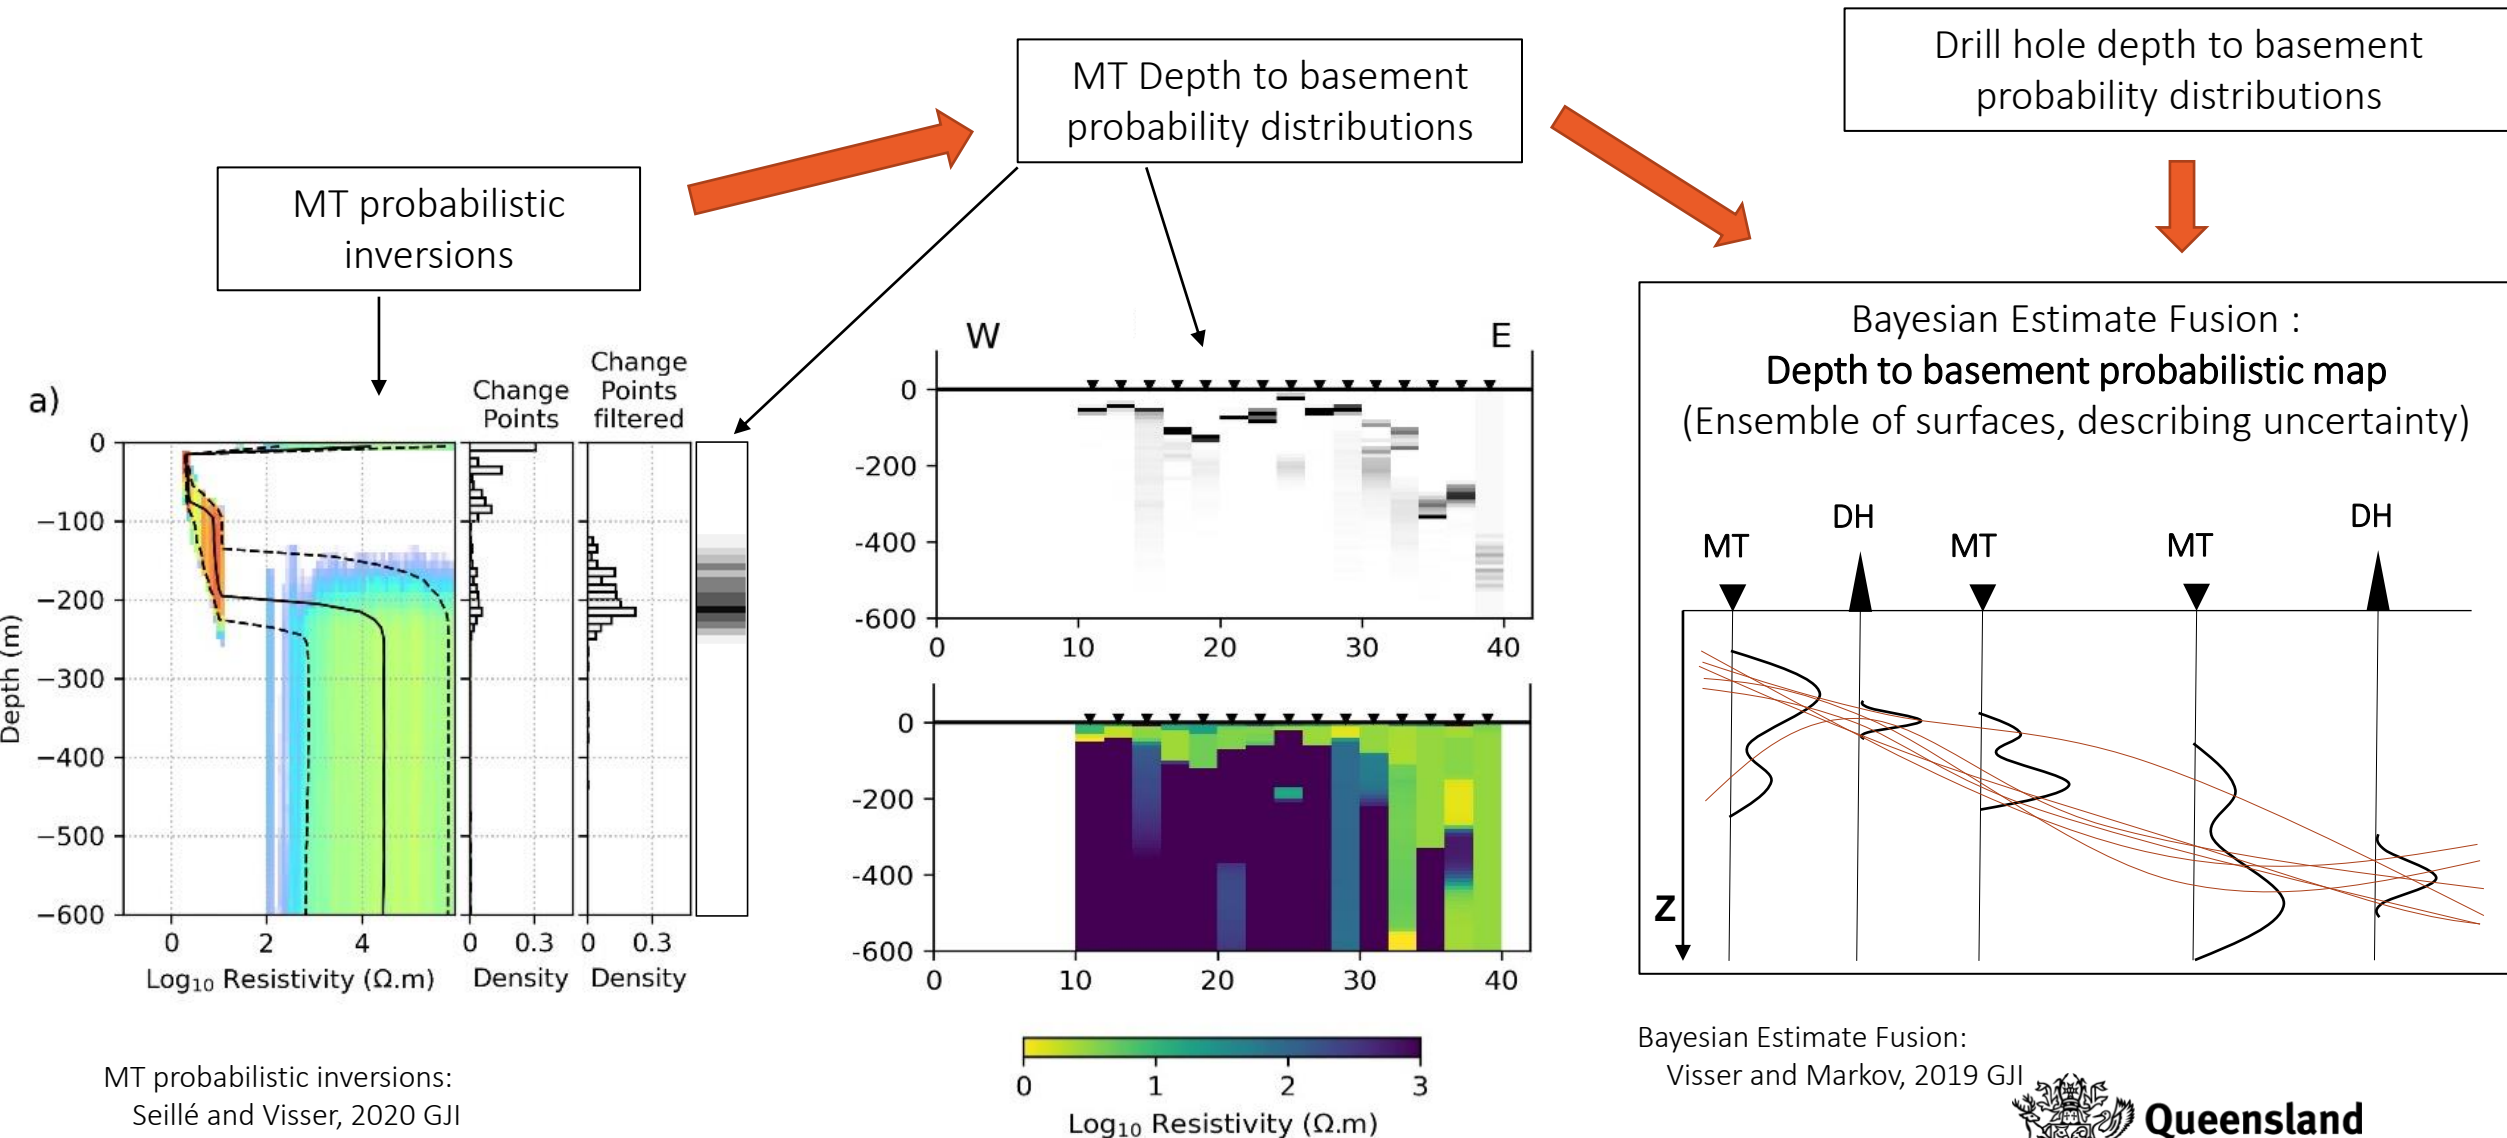 MT probabilistic
inversions
MT Depth to basement
probability distributions
Drill hole depth to basement
probability distributions
a)
Change
Points
Change
Points
filtered
0
−100
−200
−300
−400
−500
−600
Depth (m)
0 2 4
Log₁₀ Resistivity (Ω.m)
0 0.3
Density
0 0.3
Density
W E
0
-200
-400
-600
0 10 20 30 40
0
-200
-400
-600
0 10 20 30 40
0 1 2 3
Log₁₀ Resistivity (Ω.m)
Bayesian Estimate Fusion :
Depth to basement probabilistic map
(Ensemble of surfaces, describing uncertainty)
MT DH MT MT DH
Z
MT probabilistic inversions:
Seillé and Visser, 2020 GJI
Bayesian Estimate Fusion:
Visser and Markov, 2019 GJI
Queensland